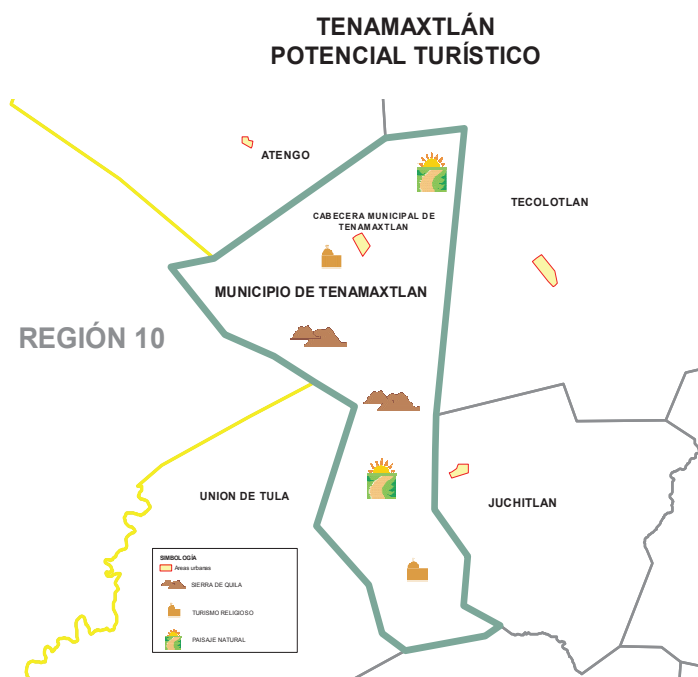 TENAMAXTLÁN
POTENCIAL TURÍSTICO
ATENGO
TECOLOTLAN
CABECERA MUNICIPAL DE
TENAMAXTLAN
MUNICIPIO DE TENAMAXTLAN
REGIÓN 10
UNION DE TULA
JUCHITLAN
SIMBOLOGÍA
Areas urbanas
SIERRA DE QUILA
TURISMO RELIGIOSO
PAISAJE NATURAL